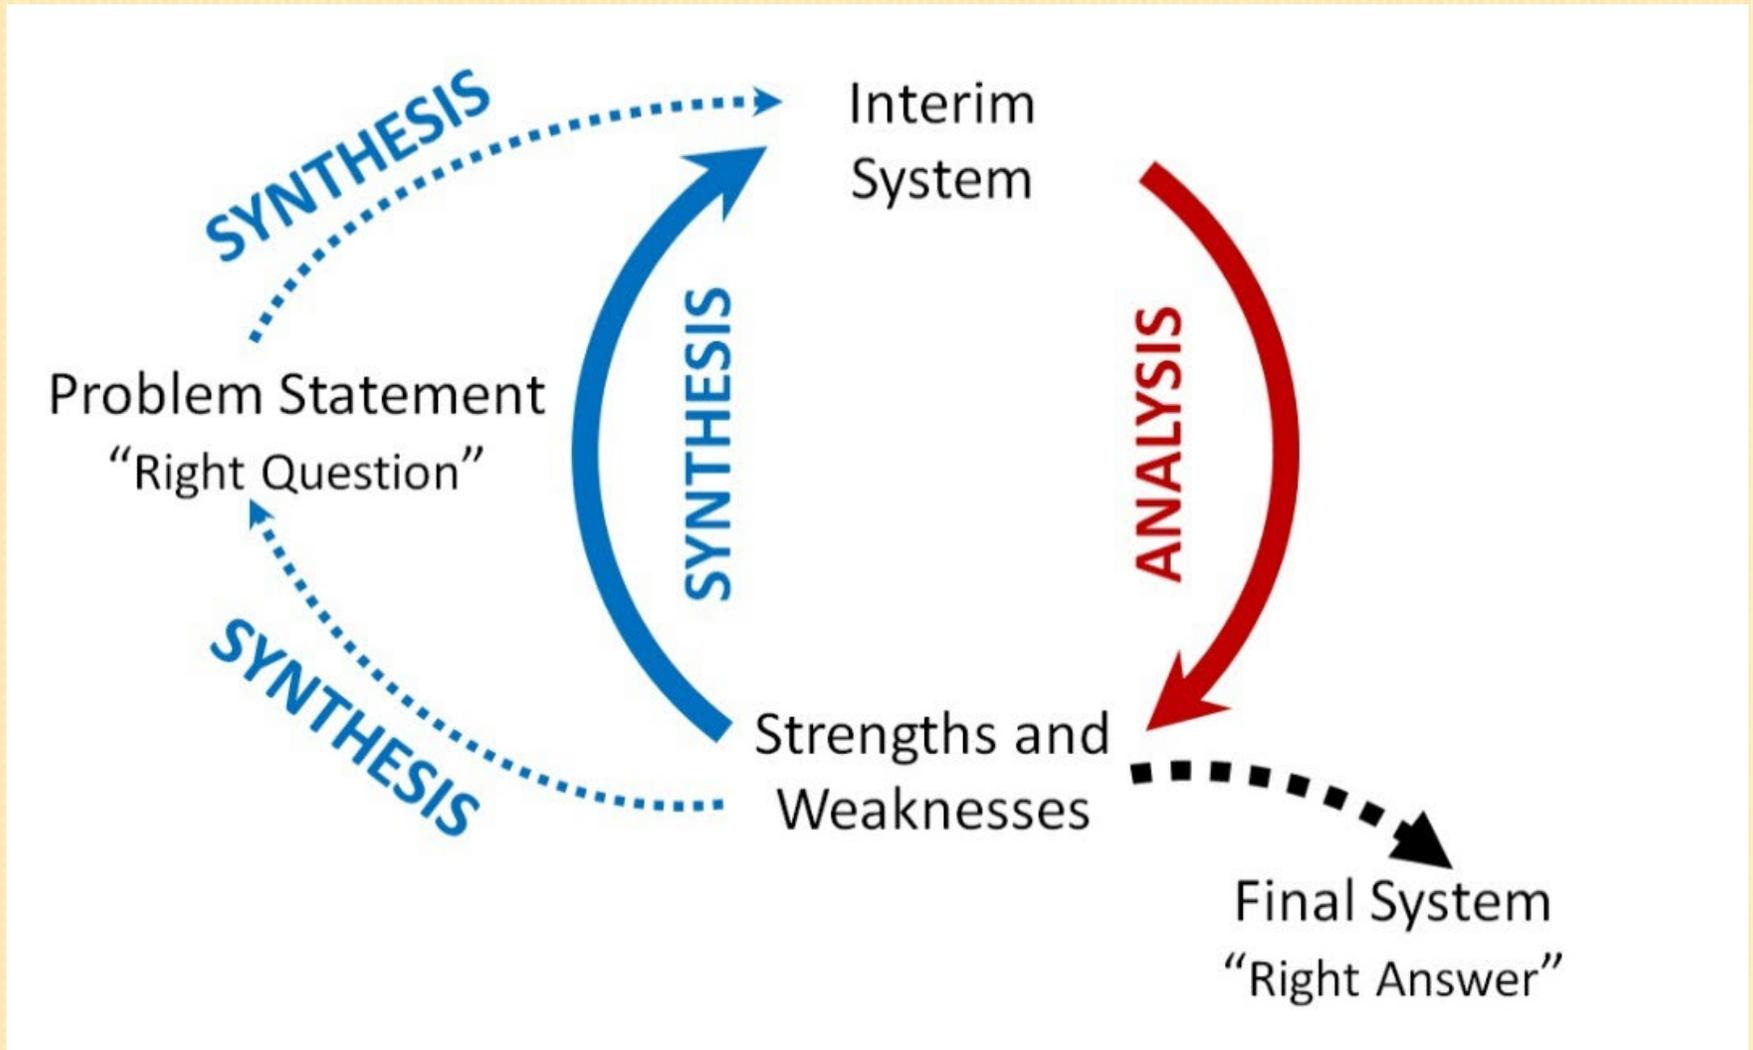 SYNTHESIS
Interim
System
Problem Statement
“Right Question”
SYNTHESIS
ANALYSIS
SYNTHESIS
Strengths and
Weaknesses
Final System
“Right Answer”